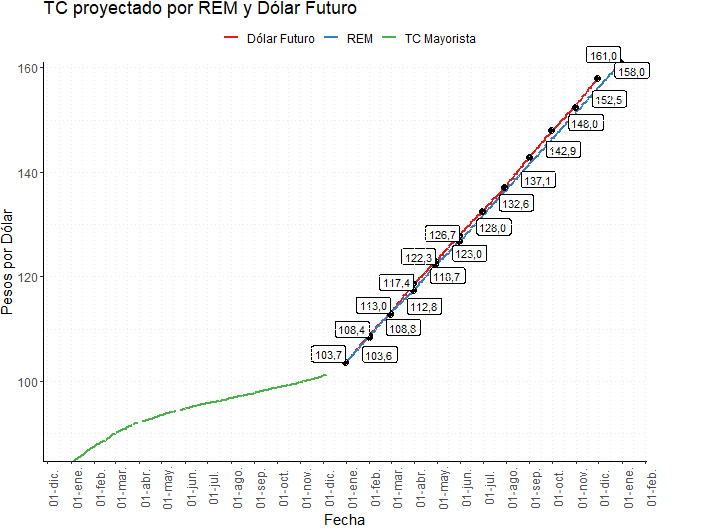 TC proyectado por REM y Dólar Futuro
Dólar Futuro REM TC Mayorista
Pesos por Dólar
160
140
120
100
161,0
158,0
152,5
148,0
142,9
137,1
132,6
128,0
126,7
123,0
122,3
118,7
117,4
112,8
113,0
108,8
108,4
103,6
103,7
01-dic.
01-ene.
01-feb.
01-mar.
01-abr.
01-may.
01-jun.
01-jul.
01-ago.
01-sep.
01-oct.
01-nov.
01-dic.
01-ene.
01-feb.
01-mar.
01-abr.
01-may.
01-jun.
01-jul.
01-ago.
01-sep.
01-oct.
01-nov.
01-dic.
01-ene.
01-feb.
Fecha